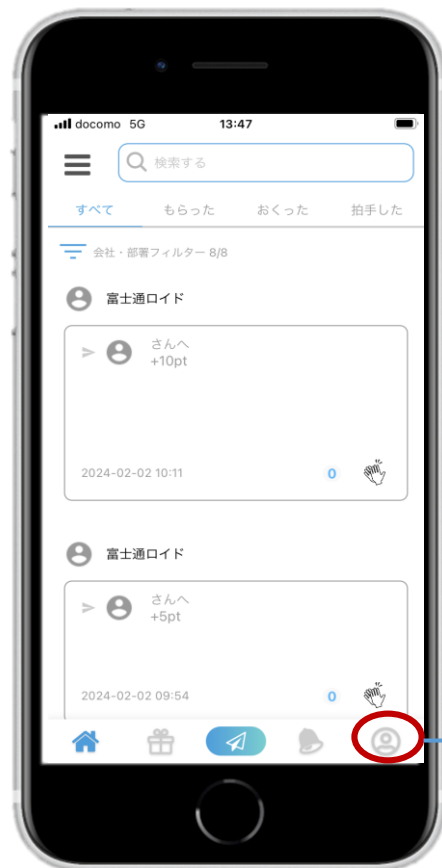 docomo 5G 13:47
検索する
すべて もらった おくった 拍手した
会社・部署フィルター 8/8
富士通ロイド
さんへ
+10pt
2024-02-02 10:11 0
富士通ロイド
さんへ
+5pt
2024-02-02 09:54 0